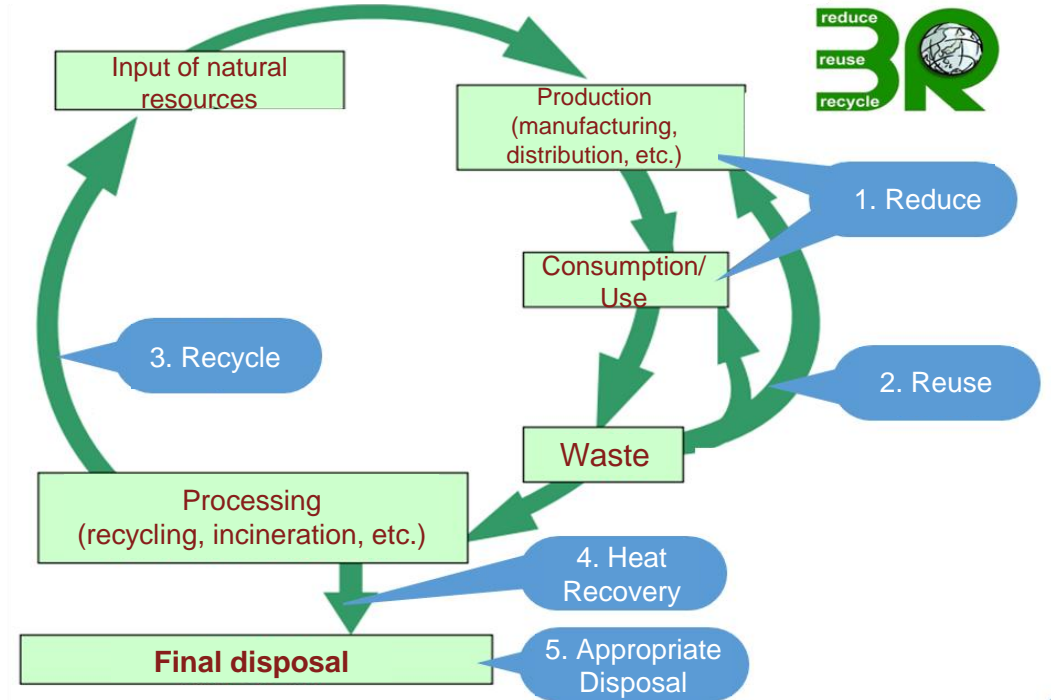 reduce
reuse
recycle
3R
Input of natural
resources
Production
(manufacturing,
distribution, etc.)
1. Reduce
Consumption/
Use
3. Recycle
2. Reuse
Waste
Processing
(recycling, incineration, etc.)
4. Heat
Recovery
Final disposal
5. Appropriate
Disposal